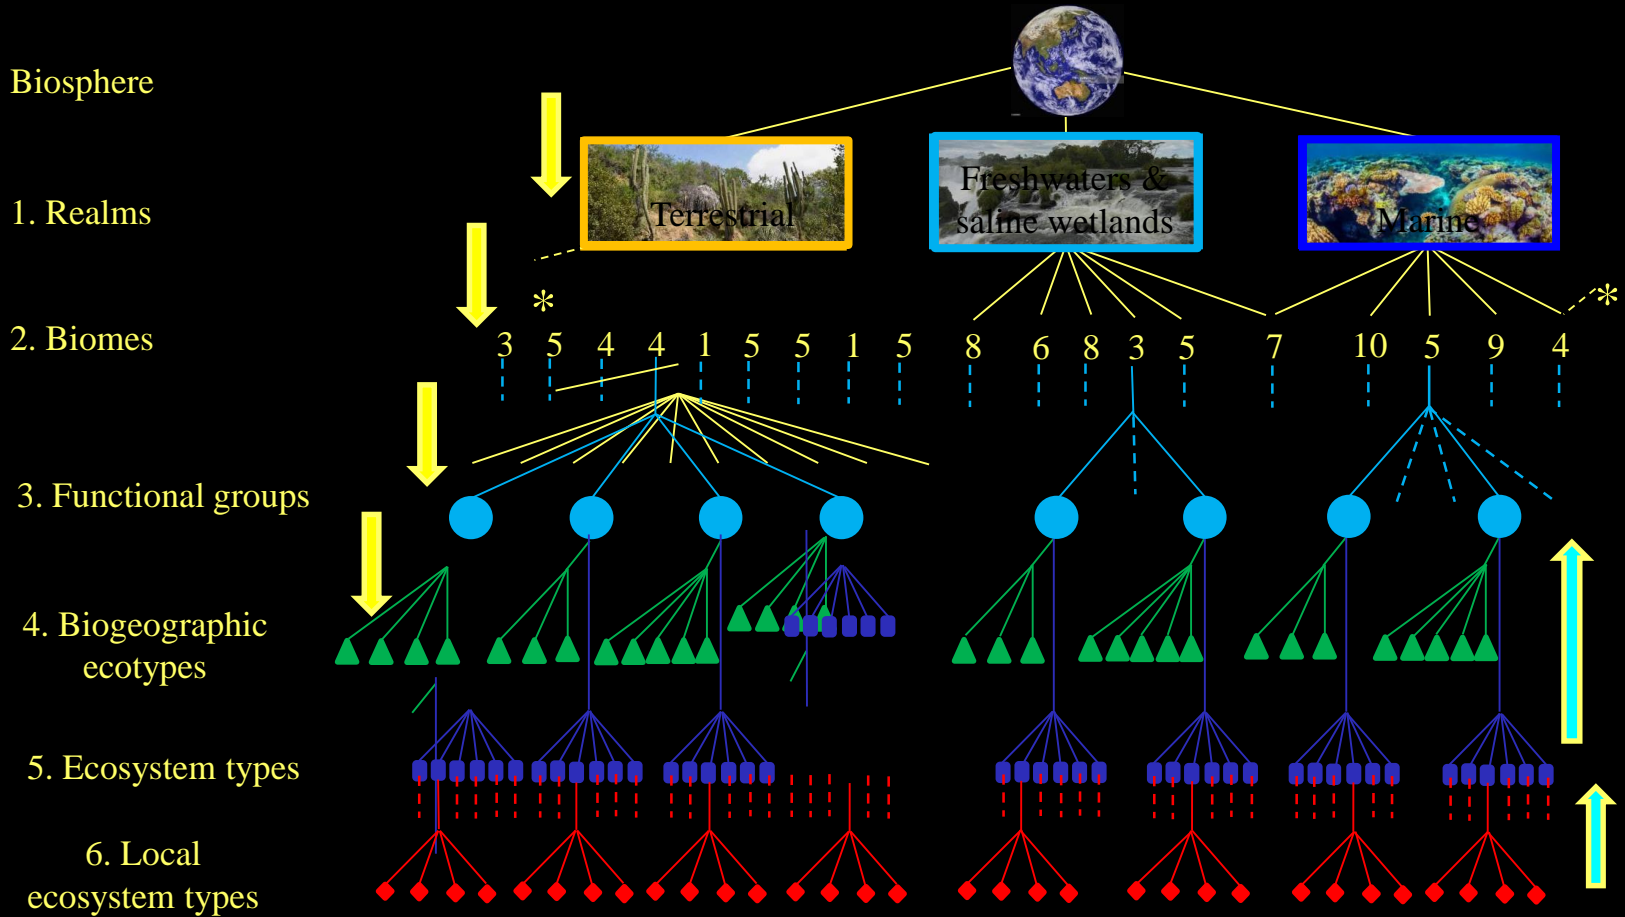 Biosphere
Terrestrial
Freshwaters &
saline wetlands
Marine
1. Realms
*
*
2. Biomes
3 5 4 4 1 5 5 1 5 8 6 8 3 5 7 10 5 9 4
3. Functional groups
4. Biogeographic
ecotypes
5. Ecosystem types
6. Local
ecosystem types